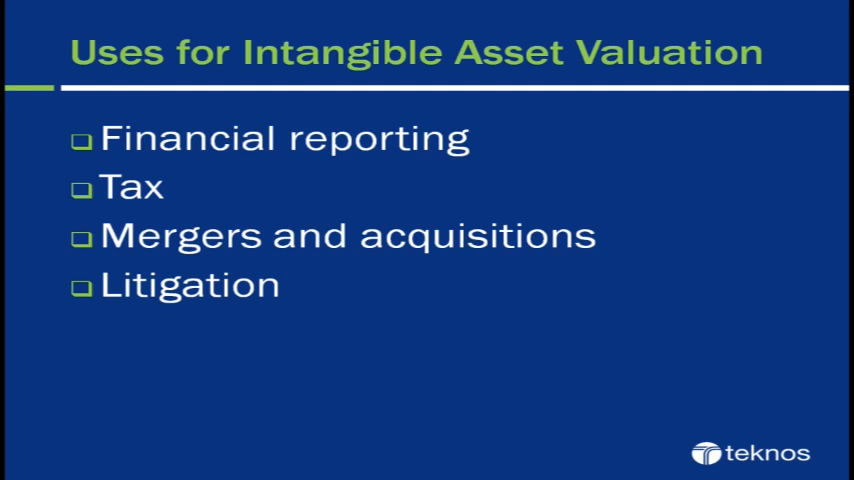 Uses for Intangible Asset Valuation
Financial reporting
Tax
Mergers and acquisitions
Litigation
teknos